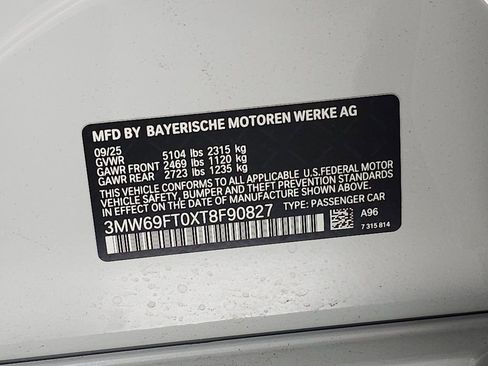 MFD BY BAYERISCHE MOTOREN WERKE AG
09/25
GVWR 5104 lbs 2315 kg
GAWR FRONT 2469 lbs 1120 kg
GAWR REAR 2723 lbs 1235 kg
THIS VEHICLE CONFORMS TO ALL APPLICABLE U.S.FEDERAL MOTOR
VEHICLE SAFETY, BUMPER, AND THEFT PREVENTION STANDARDS IN
EFFECT ON THE DATE OF MANUFACTURE SHOWN ABOVE.
3MW69FT0XT8F90827 TYPE: PASSENGER CAR
A96
7 315 814